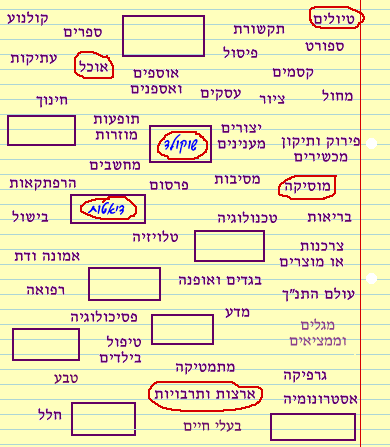 טיולים
תקשורת
קולנוע
ספרים
ספורט
פיסול
עתיקות
אוכל
אוספים
ואספנים
קסמים
עסקים
ציור
מחול
חינוך
תופעות
מוזרות
יצורים
מענינים
פירוק ותיקון
מכשירים
שוקולד
מחשבים
הרפתקאות
פרסום
מסיבות
מוסיקה
דיאטות
בישול
טכנולוגיה
בריאות
טלויזיה
צרכנות
או מוצרים
אמונה ודת
בגדים ואופנה
רפואה
עולם התנ"ך
פסיכולוגיה
מדע
מגלים
וממציאים
טיפול
בילדים
מתמטיקה
טבע
גרפיקה
ארצות ותרבויות
אסטרונומיה
חלל
בעלי חיים